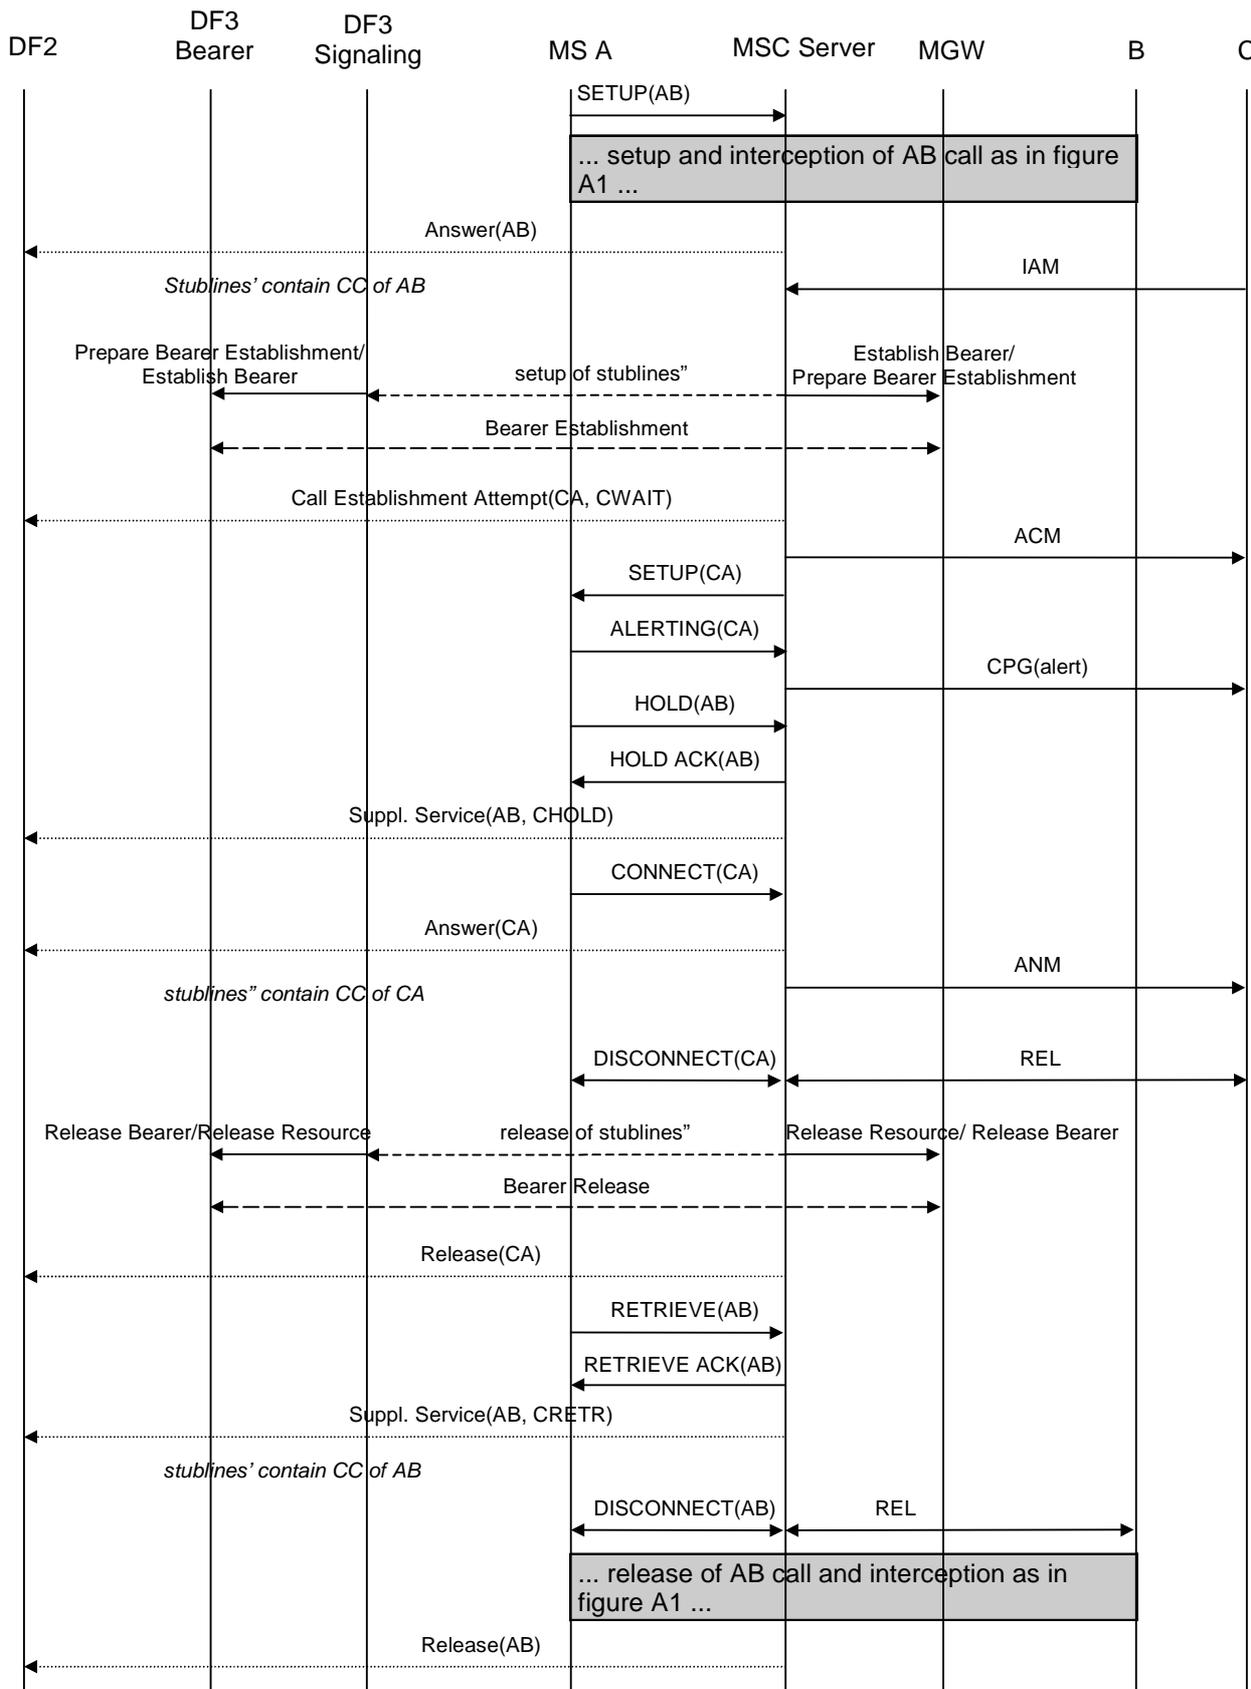 DF2
DF3
Bearer
DF3
Signaling
MS A
MSC Server
MGW
B
C
SETUP(AB)
... setup and interception of AB call as in figure
A1 ...
Answer(AB)
IAM
Stublines’ contain CC of AB
Prepare Bearer Establishment/
Establish Bearer
setup of stublines”
Establish Bearer/
Prepare Bearer Establishment
Bearer Establishment
Call Establishment Attempt(CA, CWAIT)
ACM
SETUP(CA)
ALERTING(CA)
CPG(alert)
HOLD(AB)
HOLD ACK(AB)
Suppl. Service(AB, CHOLD)
CONNECT(CA)
Answer(CA)
ANM
stublines” contain CC of CA
DISCONNECT(CA)
REL
Release Bearer/Release Resource
release of stublines”
Release Resource/ Release Bearer
Bearer Release
Release(CA)
RETRIEVE(AB)
RETRIEVE ACK(AB)
Suppl. Service(AB, CRETR)
stublines’ contain CC of AB
DISCONNECT(AB)
REL
... release of AB call and interception as in
figure A1 ...
Release(AB)